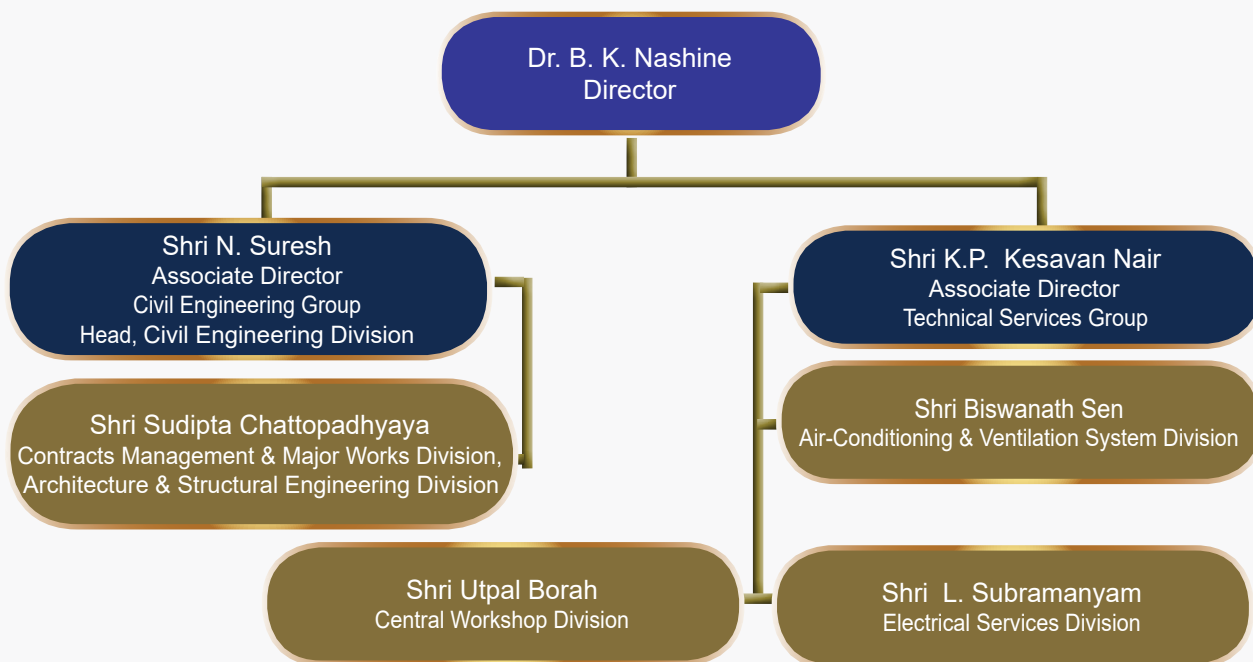 Dr. B. K. Nashine
Director
Shri N. Suresh
Associate Director
Civil Engineering Group
Head, Civil Engineering Division
Shri K.P. Kesavan Nair
Associate Director
Technical Services Group
Shri Sudipta Chattopadhyaya
Contracts Management & Major Works Division,
Architecture & Structural Engineering Division
Shri Biswanath Sen
Air-Conditioning & Ventilation System Division
Shri Utpal Borah
Central Workshop Division
Shri L. Subramanyam
Electrical Services Division